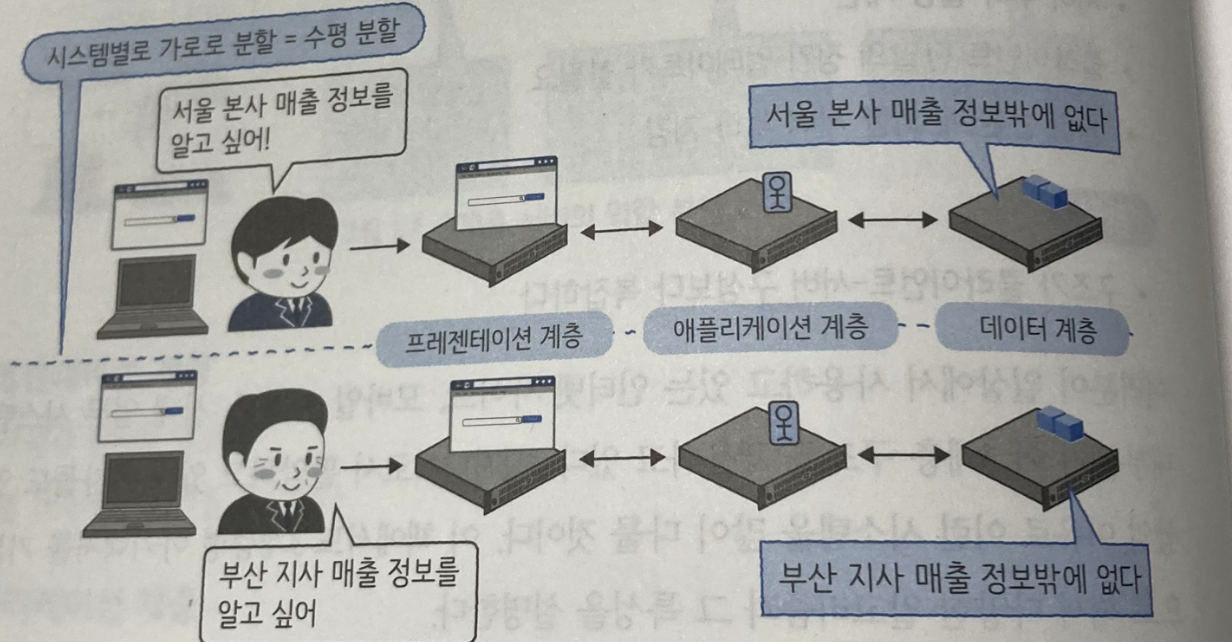 시스템별로 가로로 분할 = 수평 분할
서울 본사 매출 정보를
알고 싶어!
서울 본사 매출 정보밖에 없다
프레젠테이션 계층
애플리케이션 계층
데이터 계층
부산 지사 매출 정보를
알고 싶어
부산 지사 매출 정보밖에 없다